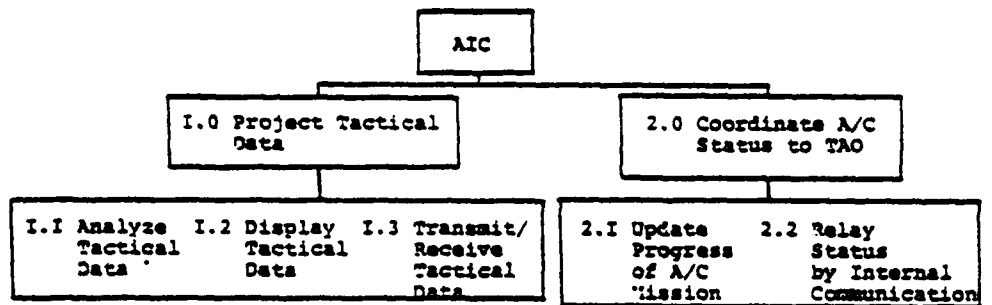 AIC
I.0 Project Tactical
Data
2.0 Coordinate A/C
Status to TAO
I.I Analyze
Tactical
Data
I.2 Display
Tactical
Data
I.3 Transmit/
Receive
Tactical
Data
2.I Update
Progress
of A/C
Mission
2.2 Relay
Status
by Internal
Communication